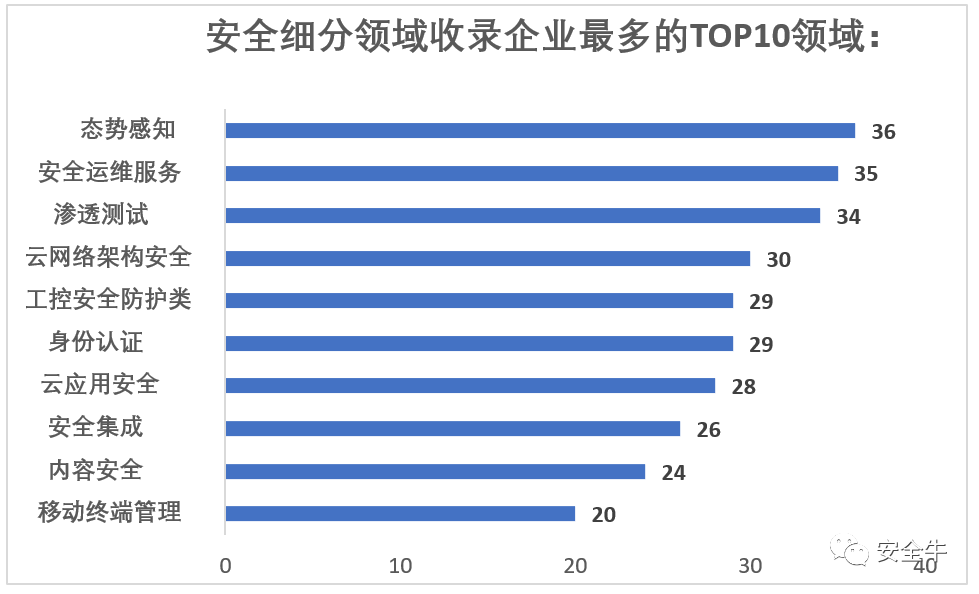 安全细分领域收录企业最多的TOP10领域：
态势感知 36
安全运维服务 35
渗透测试 34
云网络架构安全 30
工控安全防护类 29
身份认证 29
云应用安全 28
安全集成 26
内容安全 24
移动终端管理 20
0 10 20 30 40
安全牛